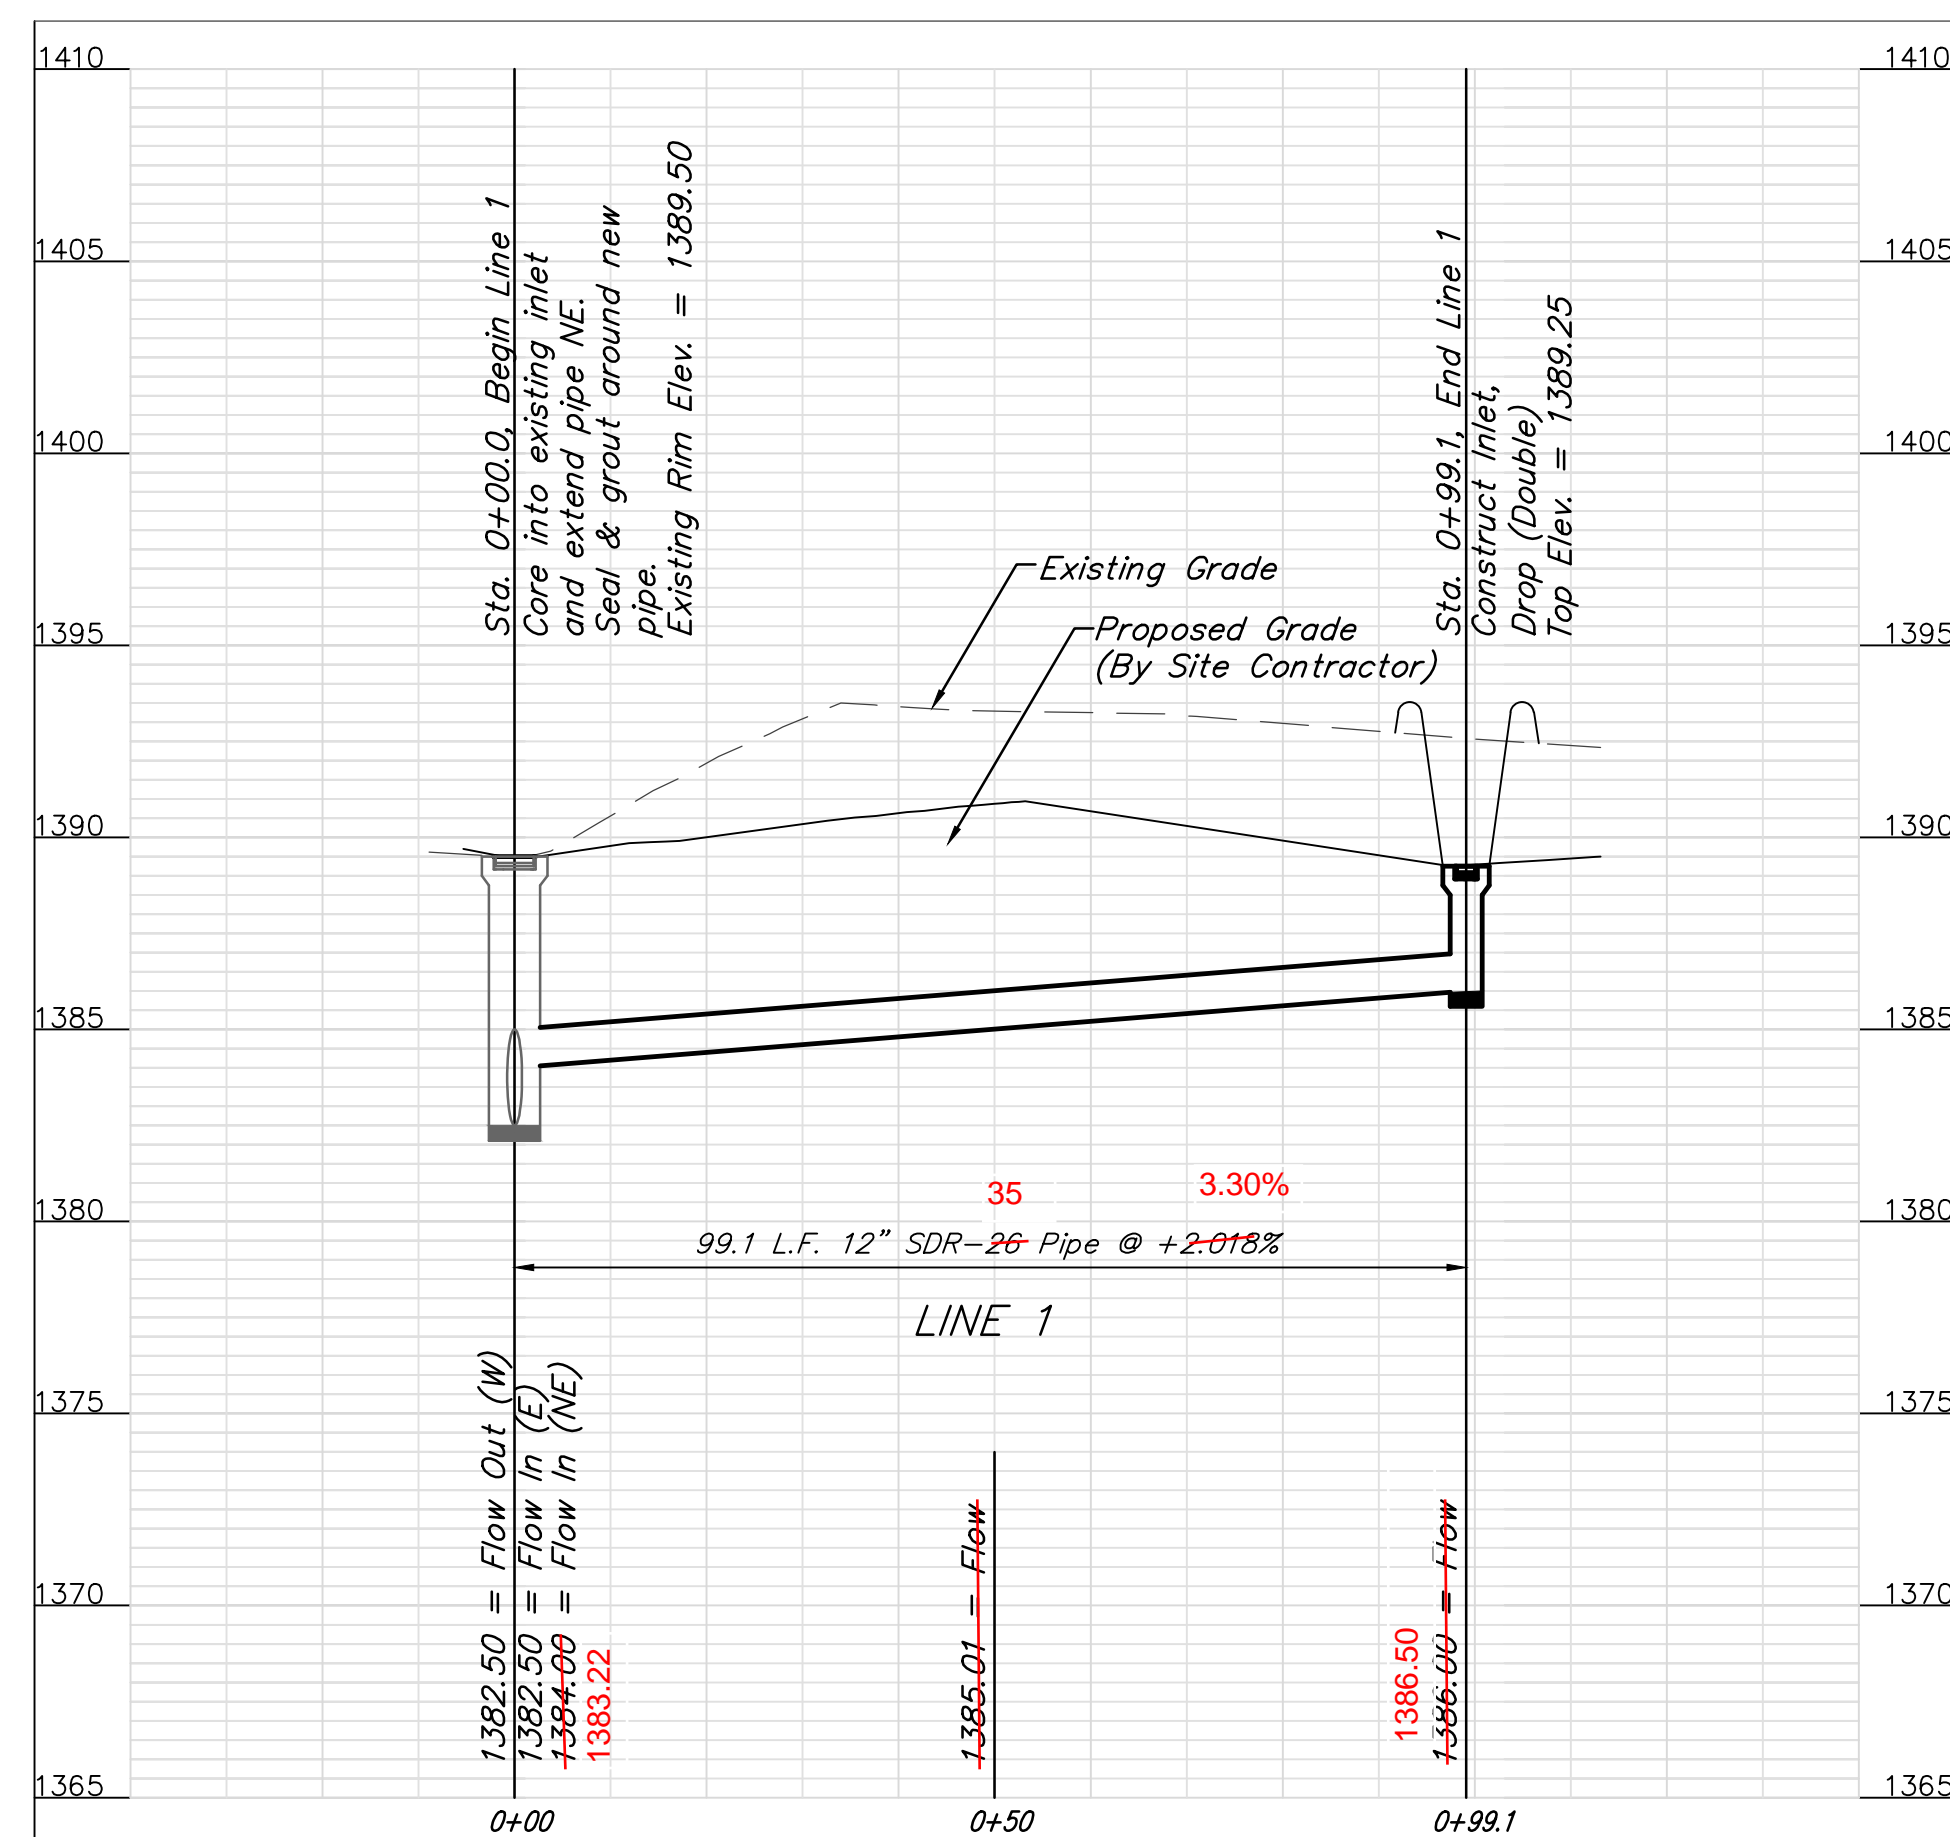 1410
1410
1405
1405
1400
1400
1395
1395
1390
1390
1385
1385
1380
1380
1375
1375
1370
1370
1365
1365
Sta. 0+00.0, Begin Line 1
Core into existing inlet
and extend pipe NE.
Seal & grout around new
pipe.
Existing Rim Elev. = 1389.50
Sta. 0+99.1, End Line 1
Construct Inlet,
Drop (Double)
Top Elev. = 1389.25
Existing Grade
Proposed Grade
(By Site Contractor)
35
3.30%
99.1 L.F. 12” SDR-26 Pipe @ +2.018%
LINE 1
1382.50 = Flow Out (W)
1382.50 = Flow In (E)
1384.00 = Flow In (NE)
1383.22
1385.01 = Flow
1386.50
1386.00 = Flow
0+00
0+50
0+99.1